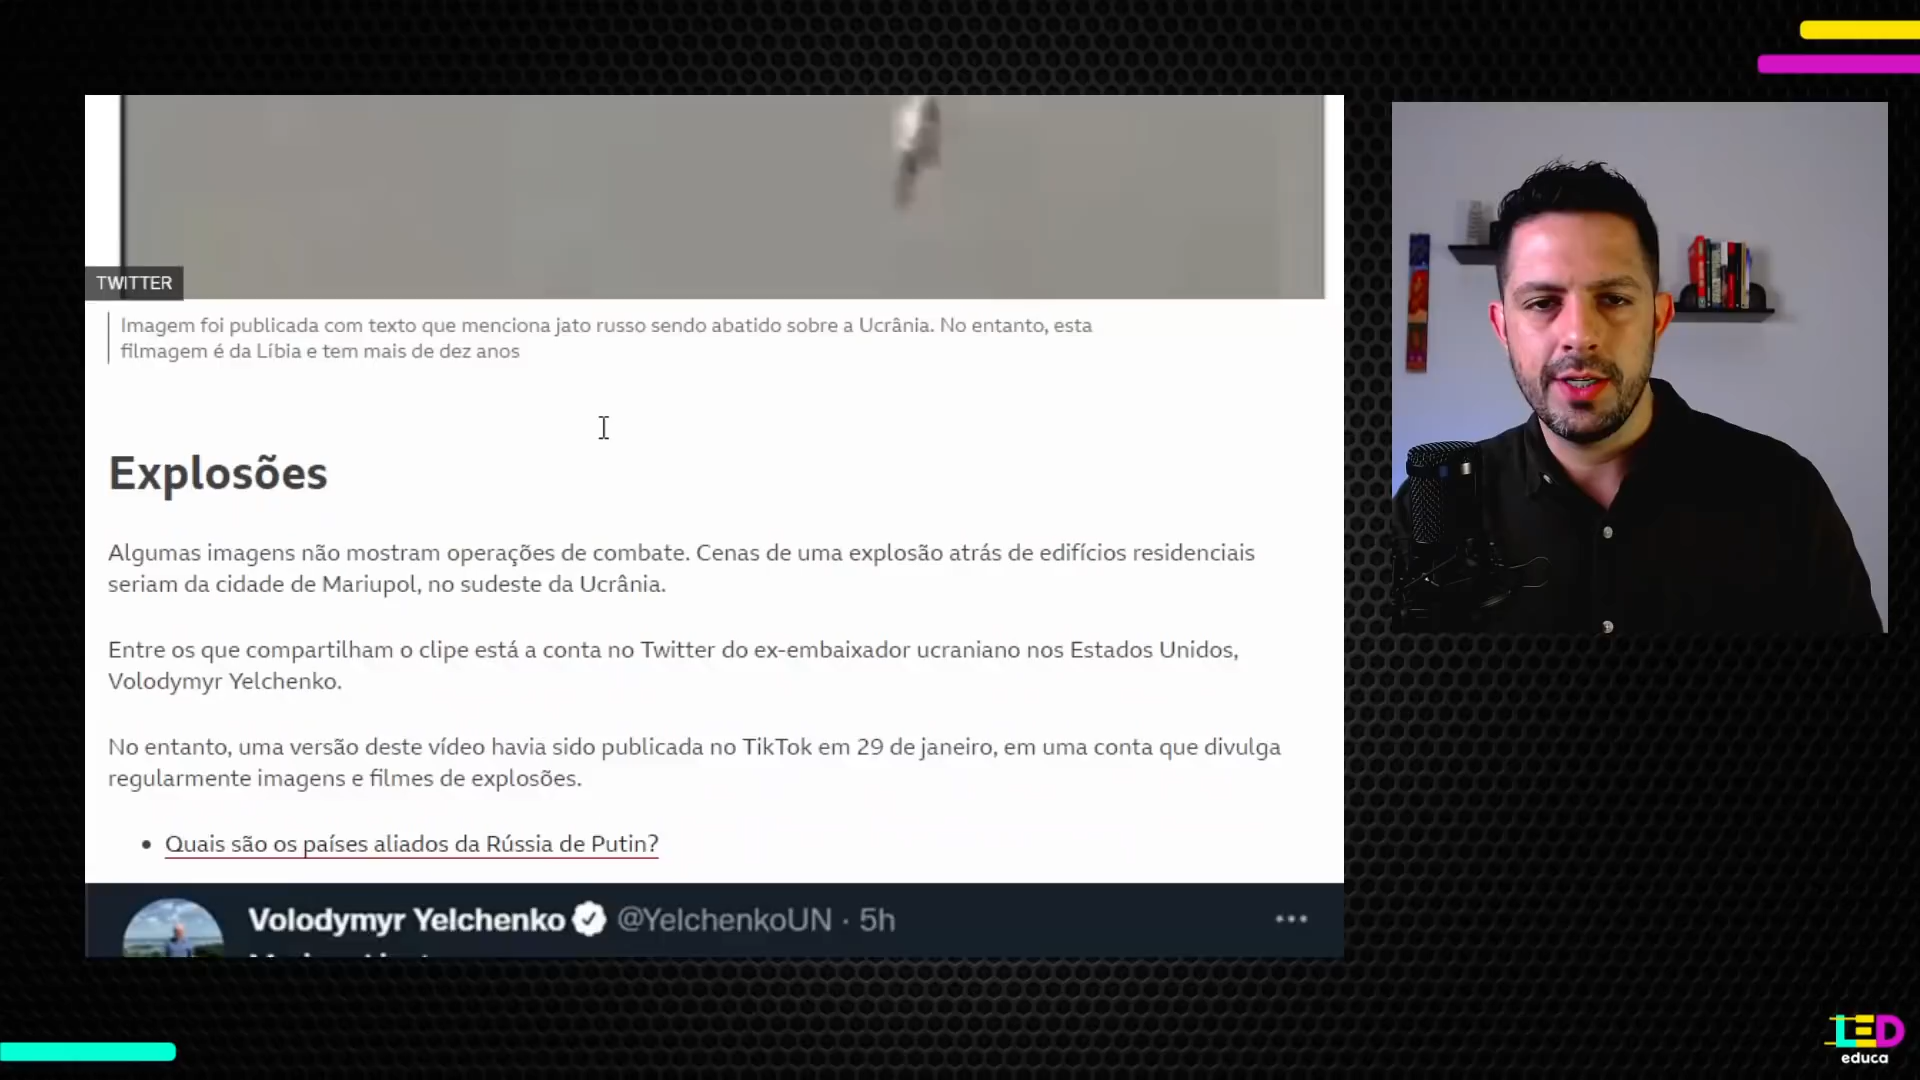 TWITTER
Imagem foi publicada com texto que menciona jato russo sendo abatido sobre a Ucrânia. No entanto, esta
filmagem é da Líbia e tem mais de dez anos
Explosões
Algumas imagens não mostram operações de combate. Cenas de uma explosão atrás de edifícios residenciais
seriam da cidade de Mariupol, no sudeste da Ucrânia.
Entre os que compartilham o clipe está a conta no Twitter do ex-embaixador ucraniano nos Estados Unidos,
Volodymyr Yelchenko.
No entanto, uma versão deste vídeo havia sido publicada no TikTok em 29 de janeiro, em uma conta que divulga
regularmente imagens e filmes de explosões.
• Quais são os países aliados da Rússia de Putin?
Volodymyr Yelchenko @YelchenkoUN · 5h
LED
educa